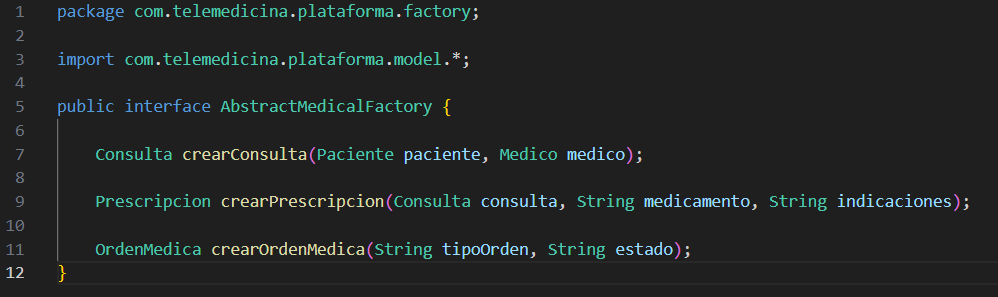 1 package com.telemedicina.plataforma.factory;
2
3 import com.telemedicina.plataforma.model.*;
4
5 public interface AbstractMedicalFactory {
6
7 Consulta crearConsulta(Paciente paciente, Medico medico);
8
9 Prescripcion crearPrescripcion(Consulta consulta, String medicamento, String indicaciones);
10
11 OrdenMedica crearOrdenMedica(String tipoOrden, String estado);
12 }